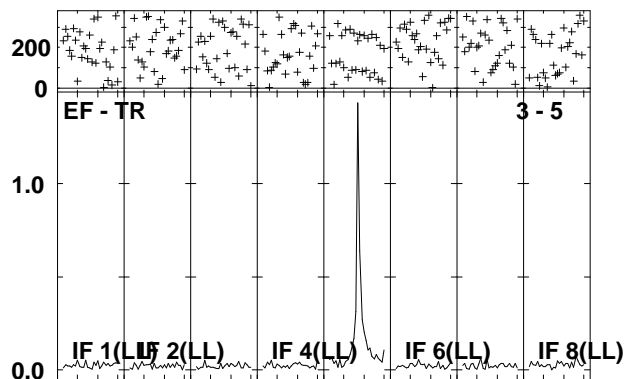 200
0
EF - TR 3 - 5
1.0
IF 1(LL) IF 2(LL) IF 4(LL) IF 6(LL) IF 8(LL)
0.0